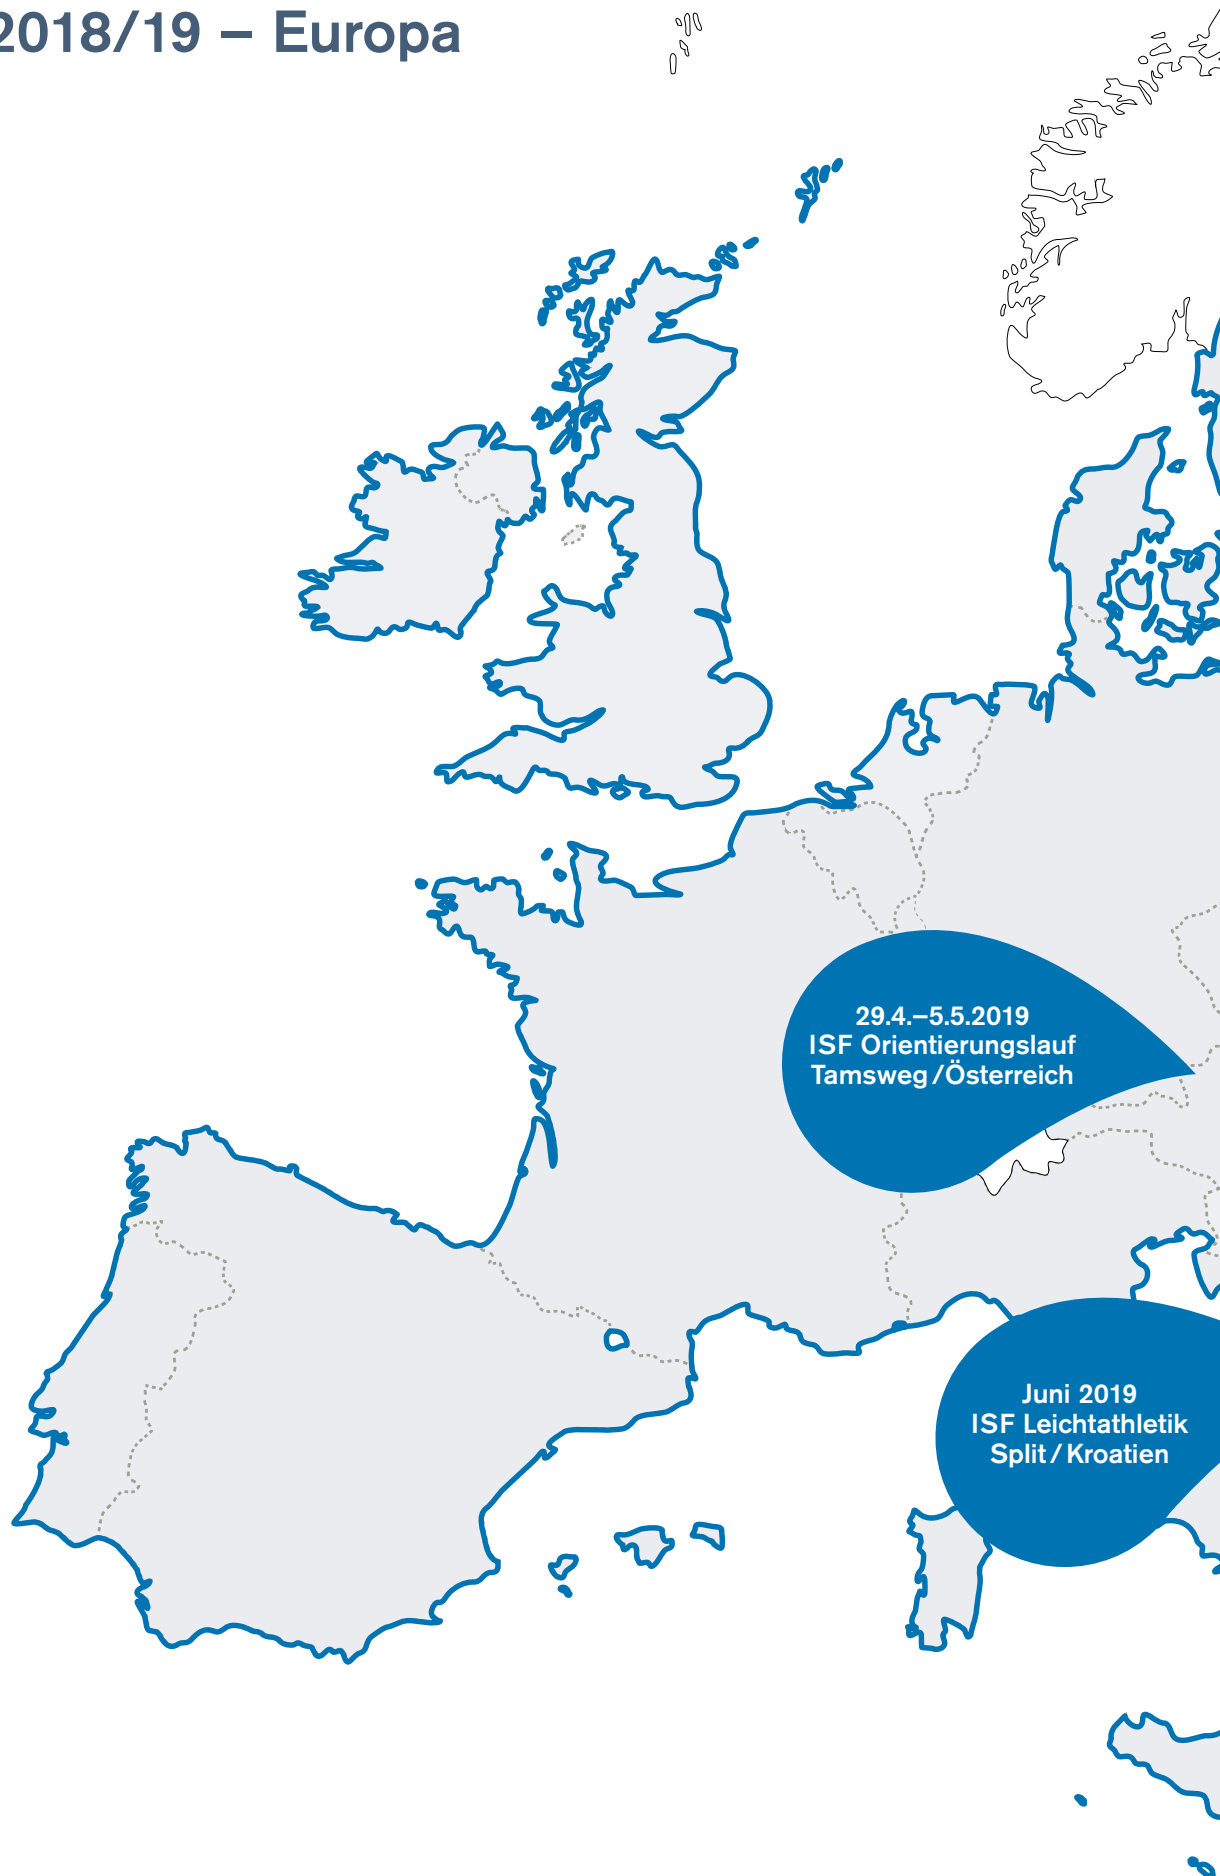 2018/19 – Europa
29.4.–5.5.2019
ISF Orientierungslauf
Tamsweg/Österreich
Juni 2019
ISF Leichtathletik
Split/Kroatien